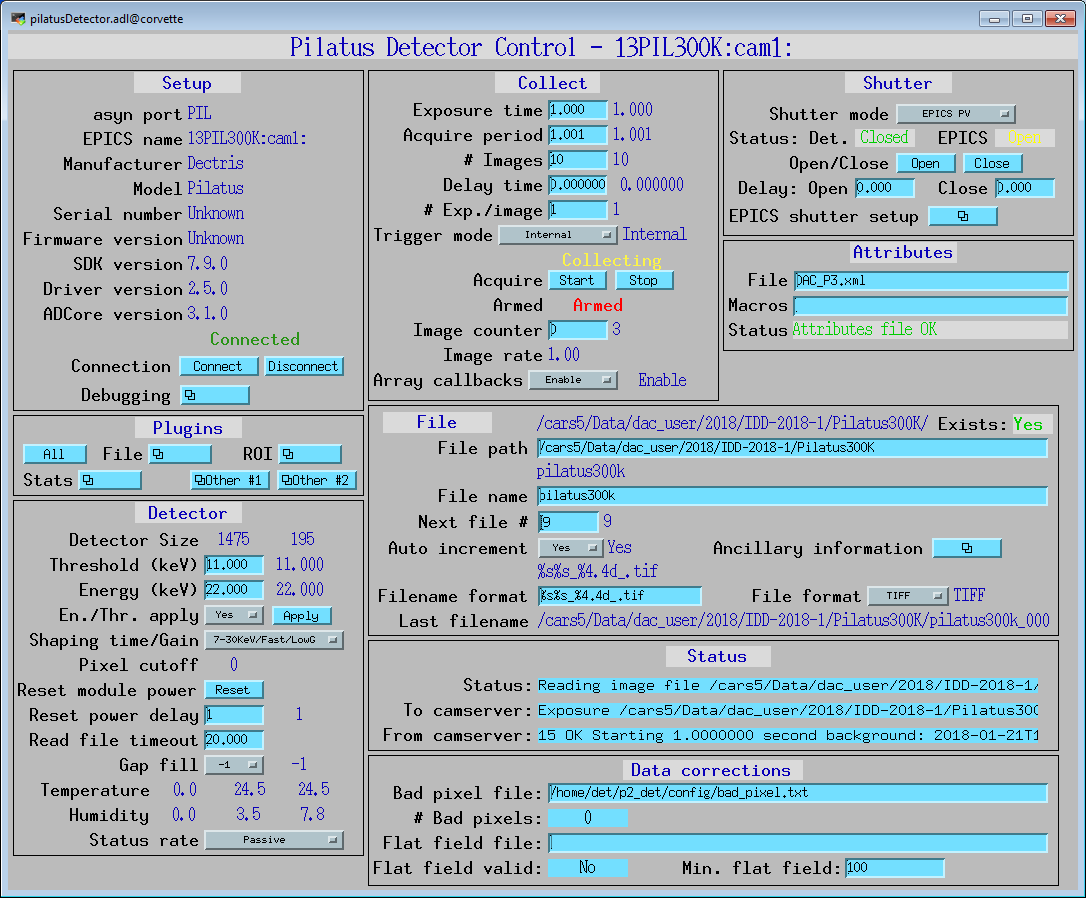 pilatusDetector.adl@corvette
Pilatus Detector Control - 13PIL300K:cam1:
Setup
asyn port PIL
EPICS name 13PIL300K:cam1:
Manufacturer Dectris
Model Pilatus
Serial number Unknown
Firmware version Unknown
SDK version 7.9.0
Driver version 2.5.0
ADCore version 3.1.0
Connected
Connection Connect Disconnect
Debugging
Plugins
All File ROI
Stats Other #1 Other #2
Detector
Detector Size 1475 195
Threshold (keV) 11.000 11.000
Energy (keV) 22.000 22.000
En./Thr. apply Yes Apply
Shaping time/Gain 7-30KeV/Fast/LowG
Pixel cutoff 0
Reset module power Reset
Reset power delay 1 1
Read file timeout 20.000
Gap fill -1 -1
Temperature 0.0 24.5 24.5
Humidity 0.0 3.5 7.8
Status rate Passive
Collect
Exposure time 1.000 1.000
Acquire period 1.001 1.001
# Images 10 10
Delay time 0.000000 0.000000
# Exp./image 1 1
Trigger mode Internal Internal
Collecting
Acquire Start Stop
Armed Armed
Image counter 0 3
Image rate 1.00
Array callbacks Enable Enable
Shutter
Shutter mode EPICS PV
Status: Det. Closed EPICS Open
Open/Close Open Close
Delay: Open 0.000 Close 0.000
EPICS shutter setup
Attributes
File DAC_P3.xml
Macros
Status Attributes file OK
File /cars5/Data/dac_user/2018/IDD-2018-1/Pilatus300K/ Exists: Yes
File path /cars5/Data/dac_user/2018/IDD-2018-1/Pilatus300K
pilatus300k
File name pilatus300k
Next file # 9 9
Auto increment Yes Yes Ancillary information
%s%s_%4.4d_.tif
Filename format %s%s_%4.4d_.tif File format TIFF TIFF
Last filename /cars5/Data/dac_user/2018/IDD-2018-1/Pilatus300K/pilatus300k_000
Status
Status: Reading image file /cars5/Data/dac_user/2018/IDD-2018-1/
To camserver: Exposure /cars5/Data/dac_user/2018/IDD-2018-1/Pilatus300
From camserver: 15 OK Starting 1.0000000 second background: 2018-01-21T1
Data corrections
Bad pixel file: /home/det/p2_det/config/bad_pixel.txt
# Bad pixels: 0
Flat field file:
Flat field valid: No Min. flat field: 100